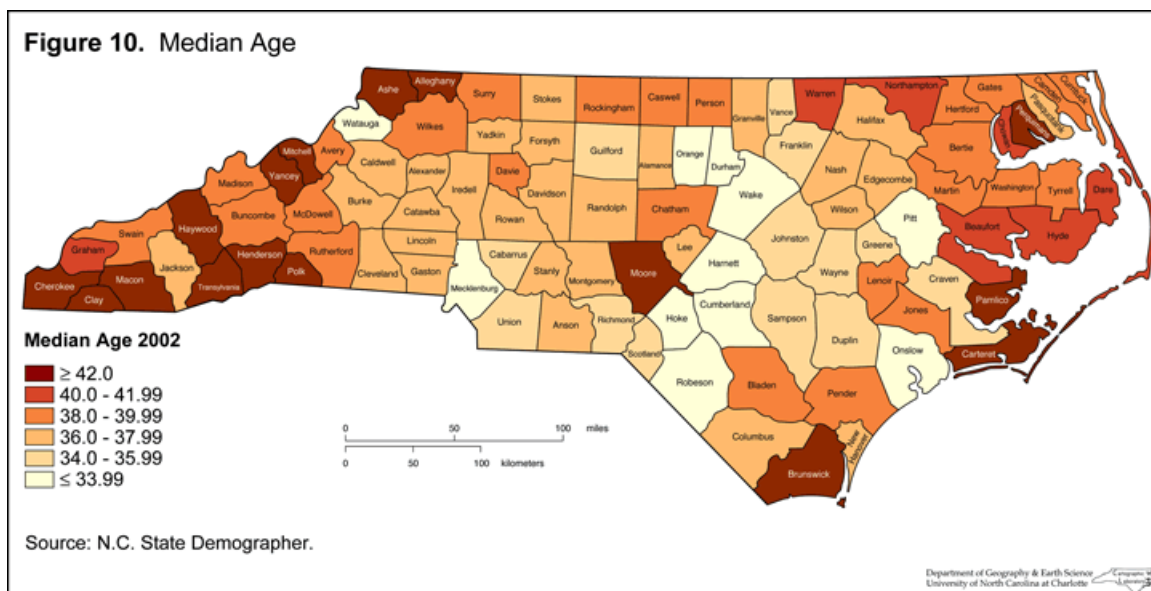 Figure 10. Median Age
Ashe
Alleghany
Surry
Stokes
Rockingham
Caswell
Person
Granville
Vance
Warren
Northampton
Gates
Camden
Currituck
Pasquotank
Perquimans
Chowan
Hertford
Halifax
Watauga
Wilkes
Yadkin
Forsyth
Guilford
Alamance
Orange
Durham
Franklin
Nash
Edgecombe
Bertie
Mitchell
Avery
Yancey
Caldwell
Alexander
Iredell
Davie
Davidson
Randolph
Chatham
Wake
Wilson
Martin
Washington
Tyrrell
Dare
Madison
Buncombe
McDowell
Burke
Catawba
Rowan
Johnston
Pitt
Greene
Beaufort
Hyde
Swain
Haywood
Rutherford
Lincoln
Cabarrus
Stanly
Montgomery
Moore
Lee
Harnett
Wayne
Lenoir
Craven
Pamlico
Graham
Jackson
Henderson
Polk
Cleveland
Gaston
Mecklenburg
Cherokee
Macon
Clay
Transylvania
Union
Anson
Richmond
Scotland
Hoke
Cumberland
Sampson
Duplin
Jones
Onslow
Carteret
Robeson
Bladen
Pender
Columbus
New Hanover
Brunswick
Median Age 2002
≥ 42.0
40.0 - 41.99
38.0 - 39.99
36.0 - 37.99
34.0 - 35.99
≤ 33.99
0 50 100 miles
0 50 100 kilometers
Source: N.C. State Demographer.
Department of Geography & Earth Science
University of North Carolina at Charlotte